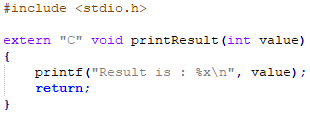 #include <stdio.h>
extern "C" void printResult(int value)
{
printf("Result is : %x\n", value);
return;
}